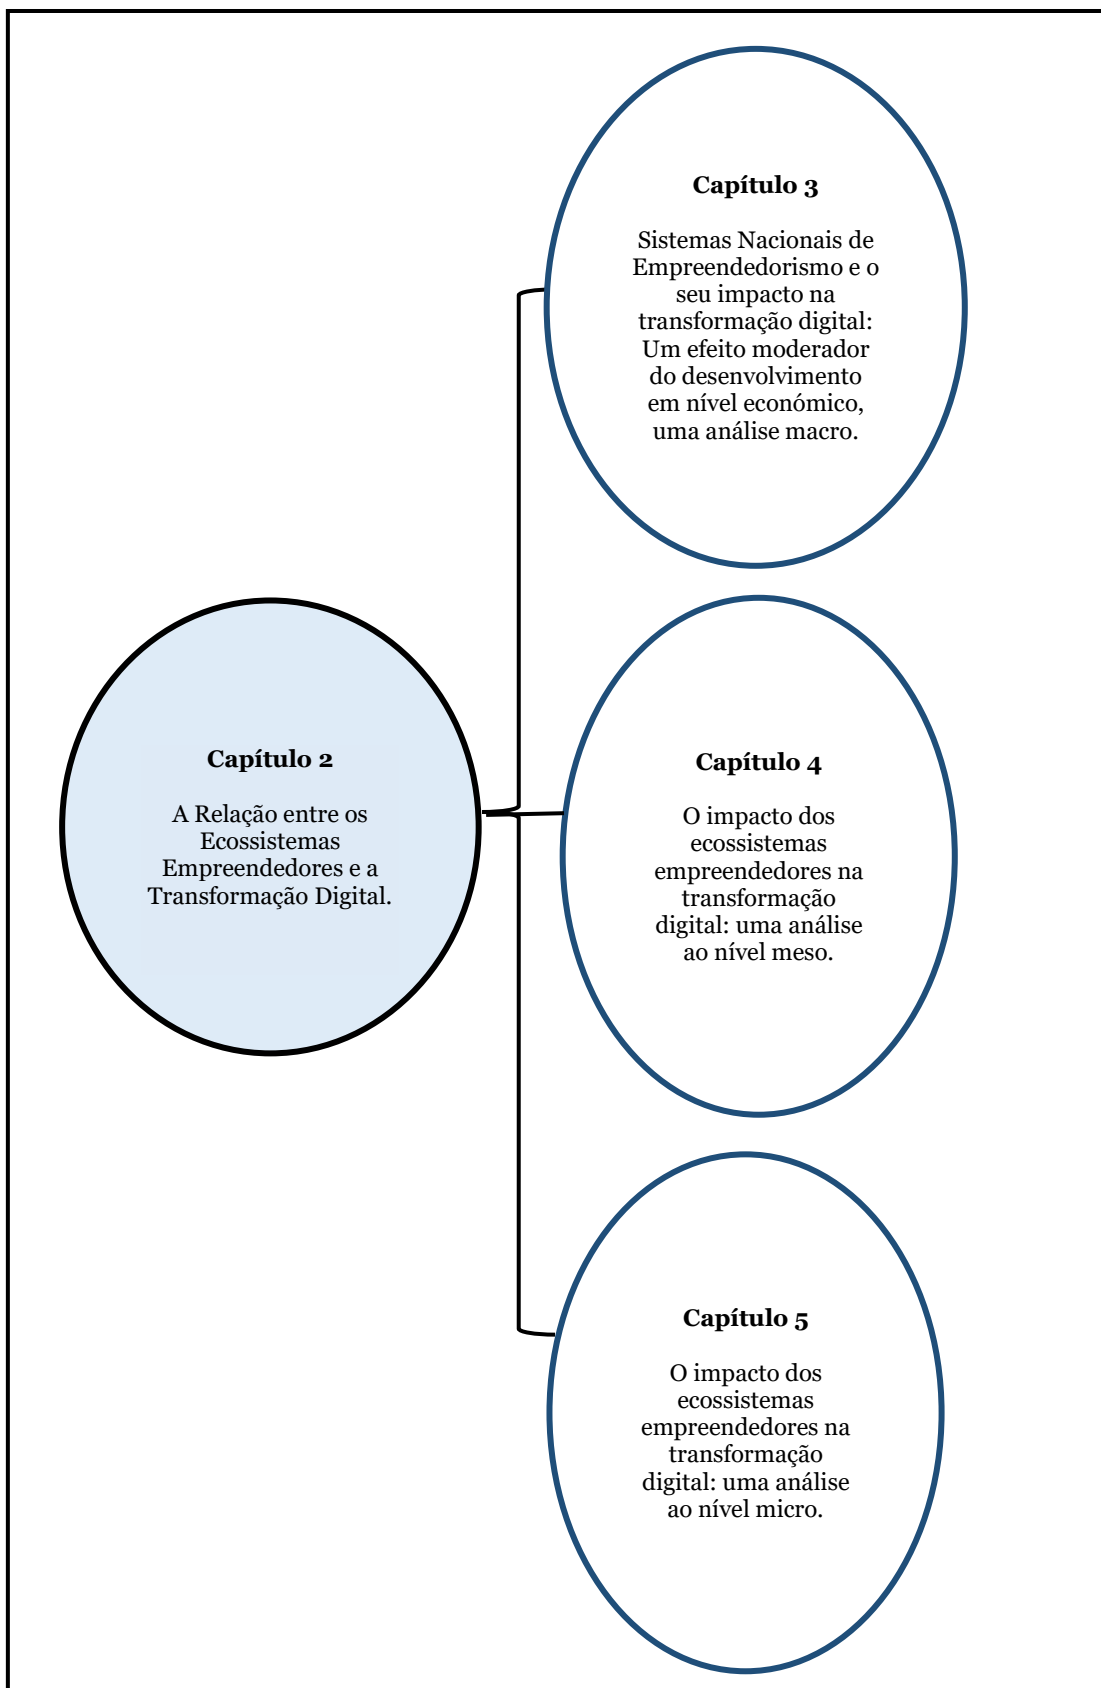 Capítulo 3
Sistemas Nacionais de
Empreendedorismo e o
seu impacto na
transformação digital:
Um efeito moderador
do desenvolvimento
em nível económico,
uma análise macro.
Capítulo 2
A Relação entre os
Ecossistemas
Empreendedores e a
Transformação Digital.
Capítulo 4
O impacto dos
ecossistemas
empreendedores na
transformação
digital: uma análise
ao nível meso.
Capítulo 5
O impacto dos
ecossistemas
empreendedores na
transformação
digital: uma análise
ao nível micro.